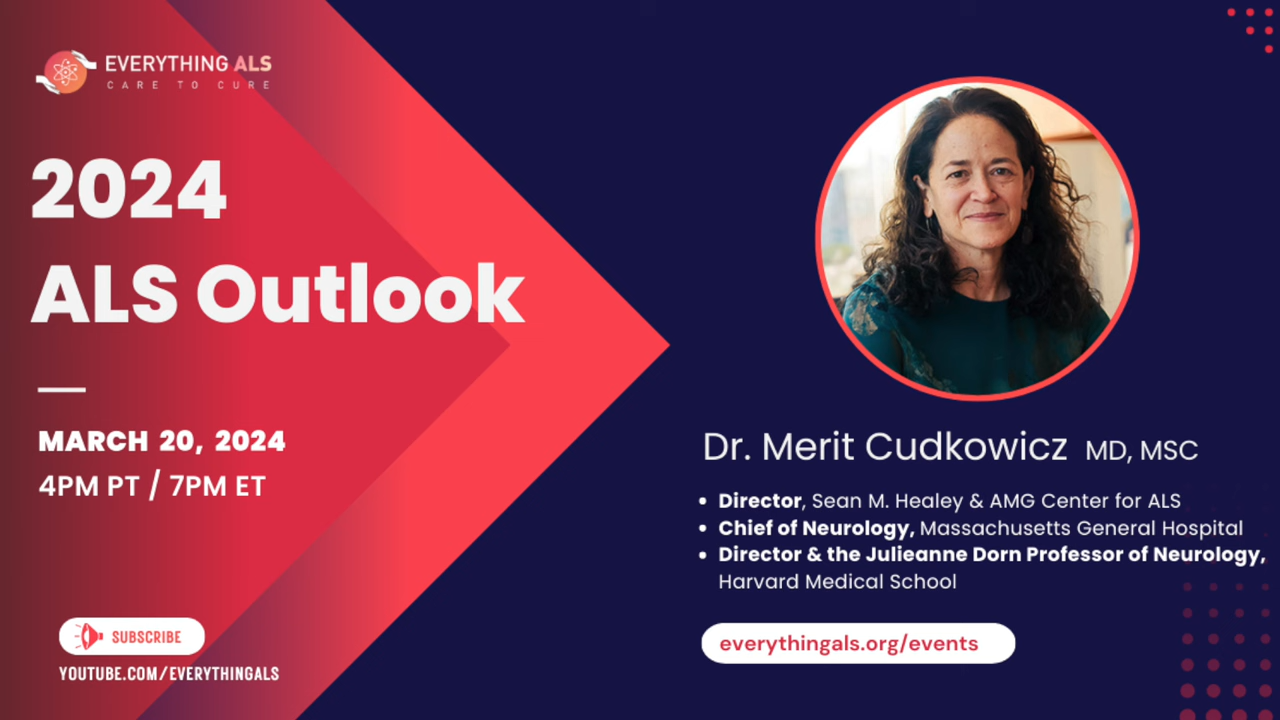 EVERYTHING ALS
CARE TO CURE
2024
ALS Outlook
MARCH 20, 2024
4PM PT / 7PM ET
SUBSCRIBE
YOUTUBE.COM/EVERYTHINGALS
Dr. Merit Cudkowicz MD, MSC
• Director, Sean M. Healey & AMG Center for ALS
• Chief of Neurology, Massachusetts General Hospital
• Director & the Julieanne Dorn Professor of Neurology,
Harvard Medical School
everythingals.org/events